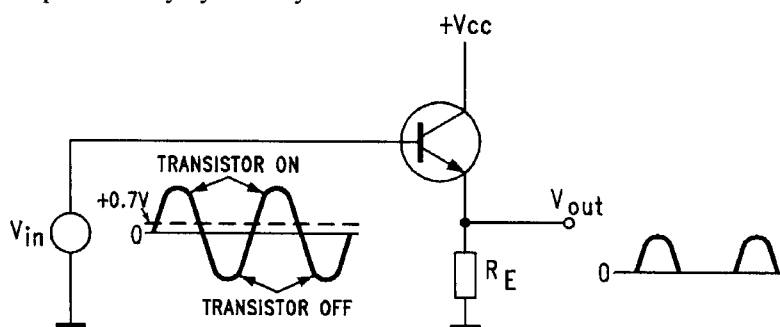 +Vcc
TRANSISTOR ON
+0.7V
0
Vin
TRANSISTOR OFF
Vout
RE
0